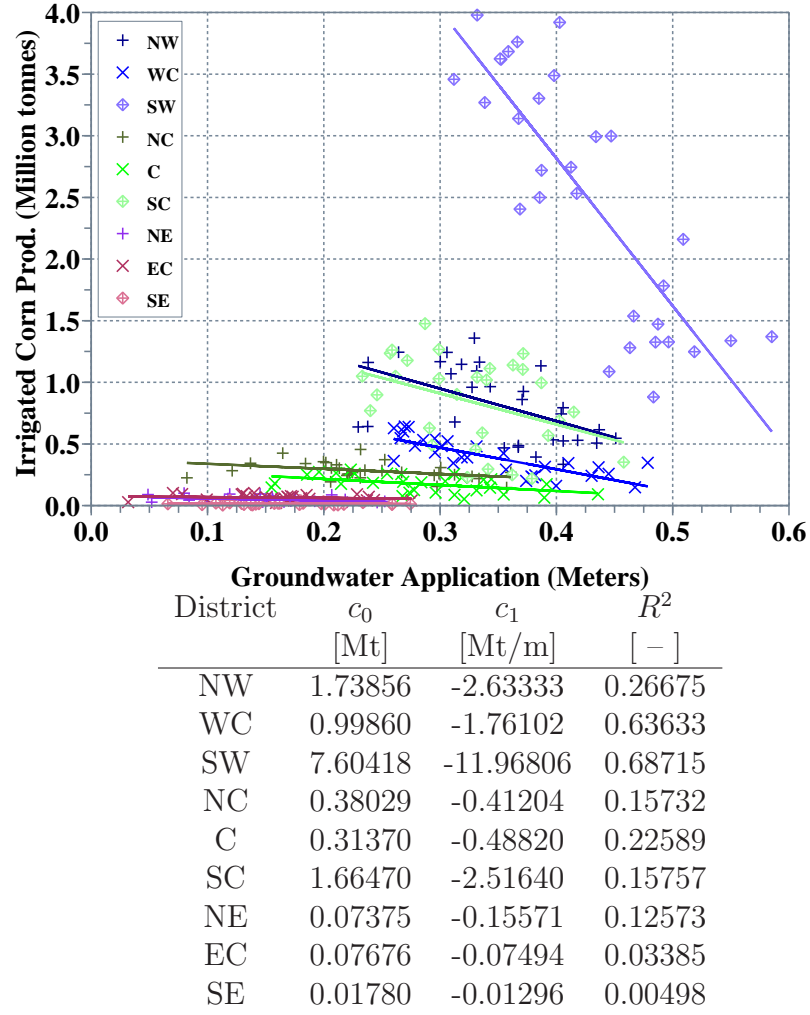 Irrigated Corn Prod. (Million tonnes)
4.0
3.5
3.0
2.5
2.0
1.5
1.0
0.5
0.0
NW
WC
SW
NC
C
SC
NE
EC
SE
0.0 0.1 0.2 0.3 0.4 0.5 0.6
Groundwater Application (Meters)
District c0 c1 R²
[Mt] [Mt/m] [ – ]
NW 1.73856 -2.63333 0.26675
WC 0.99860 -1.76102 0.63633
SW 7.60418 -11.96806 0.68715
NC 0.38029 -0.41204 0.15732
C 0.31370 -0.48820 0.22589
SC 1.66470 -2.51640 0.15757
NE 0.07375 -0.15571 0.12573
EC 0.07676 -0.07494 0.03385
SE 0.01780 -0.01296 0.00498